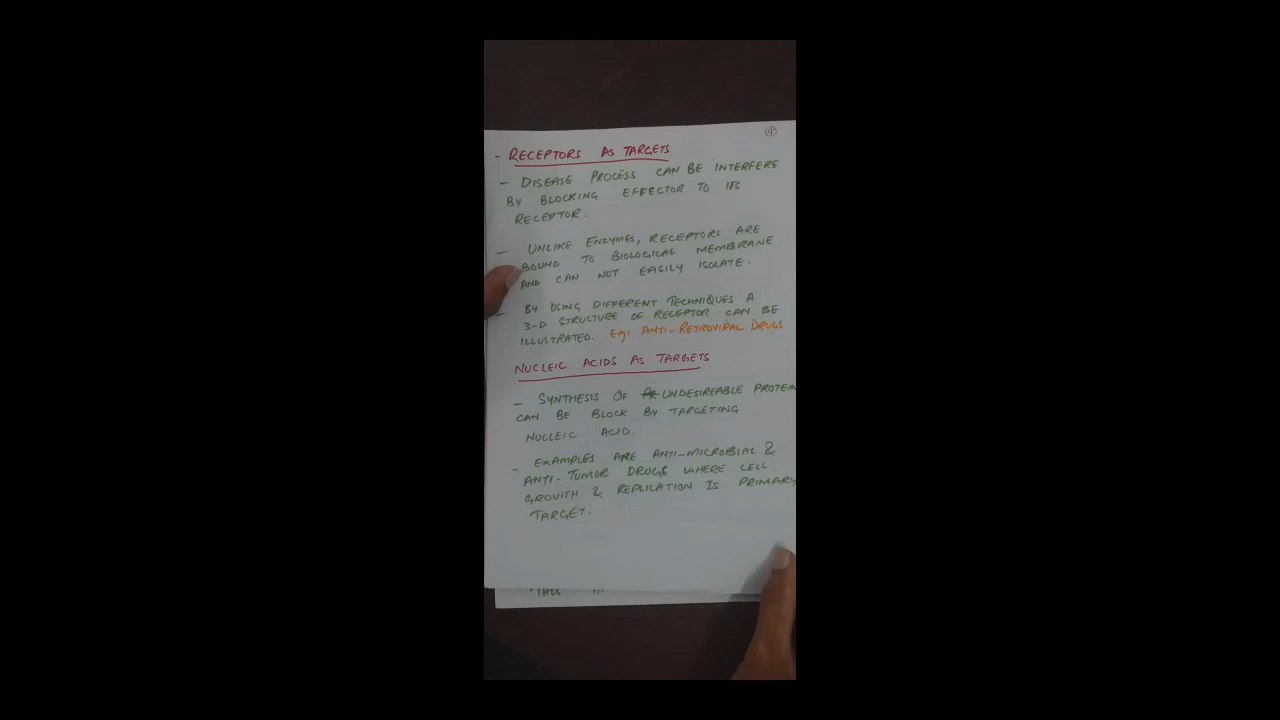 9
- RECEPTORS AS TARGETS
- DISEASE PROCESS CAN BE INTERFERE
BY BLOCKING EFFECTOR TO ITS
RECEPTOR.
- UNLIKE ENZYMES, RECEPTORS ARE
BOUND TO BIOLOGICAL MEMBRANE
AND CAN NOT EASILY ISOLATE.
- BY USING DIFFERENT TECHNIQUES A
3-D STRUCTURE OF RECEPTOR CAN BE
ILLUSTRATED. Eg: ANTI-RETROVIRAL DRUGS
NUCLEIC ACIDS AS TARGETS
- SYNTHESIS OF UNDESIREABLE PROTEIN
CAN BE BLOCK BY TARGETING
NUCLEIC ACID.
- EXAMPLES ARE ANTI-MICROBIAL &
ANTI-TUMOR DRUGS WHERE CELL
GROWTH & REPLICATION IS PRIMARY
TARGET.